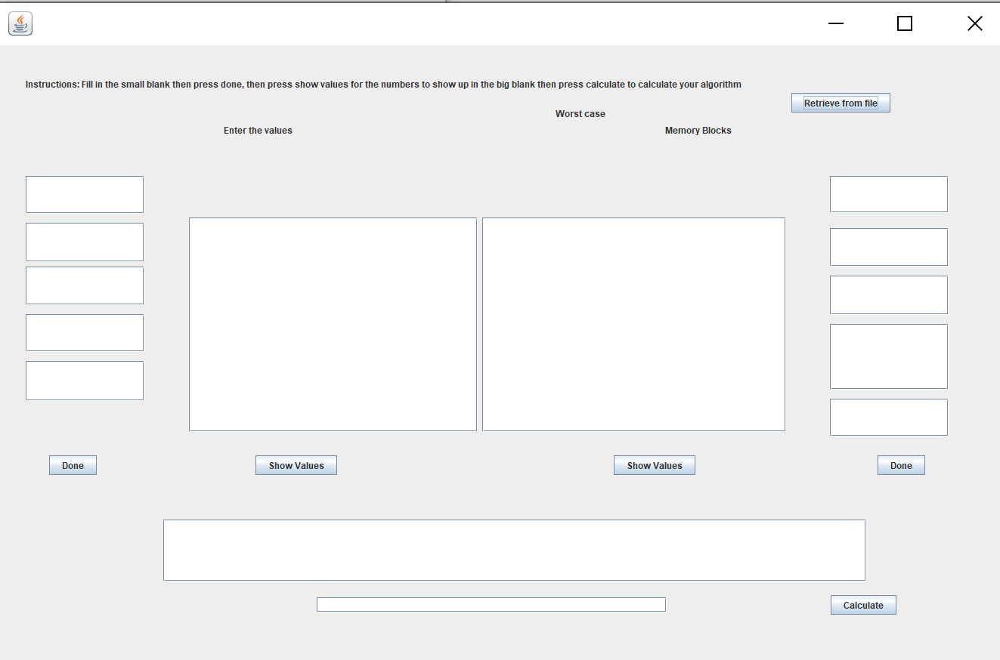 Instructions: Fill in the small blank then press done, then press show values for the numbers to show up in the big blank then press calculate to calculate your algorithm
Retrieve from file
Worst case
Enter the values
Memory Blocks
Done
Show Values
Show Values
Done
Calculate